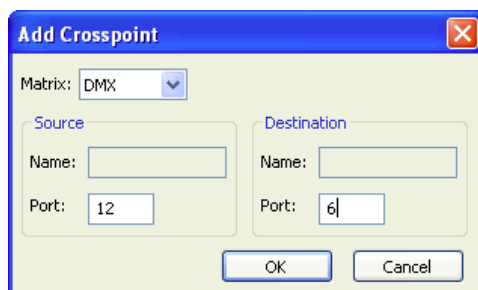 Add Crosspoint
Matrix: DMX
Source
Name:
Port: 12
Destination
Name:
Port: 6
OK Cancel